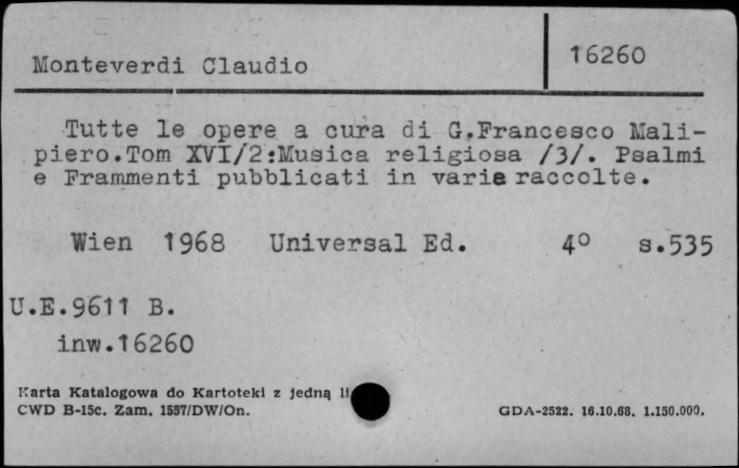 Monteverdi Claudio
16260
Tutte le opere a cura di G.Francesco Mali-
piero.Tom XVI/2:Musica religiosa /3/. Psalmi
e Frammenti pubblicati in varie raccolte.
Wien 1968 Universal Ed. 4º s.535
U.E.9611 B.
inw.16260
Karta Katalogowa do Kartoteki z jedną
CWD B-15c. Zam. 1557/DW/On.
GDA-2522. 16.10.68. 1.150.000.